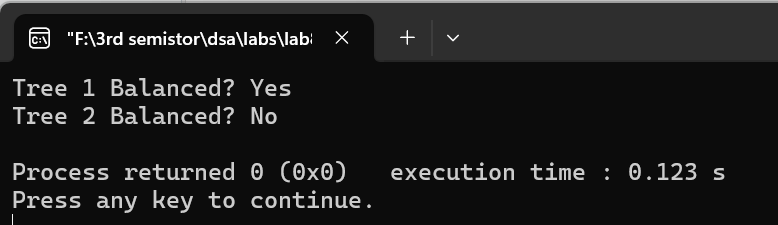 "F:\3rd semistor\dsa\labs\lab
Tree 1 Balanced? Yes
Tree 2 Balanced? No
Process returned 0 (0x0)   execution time : 0.123 s
Press any key to continue.